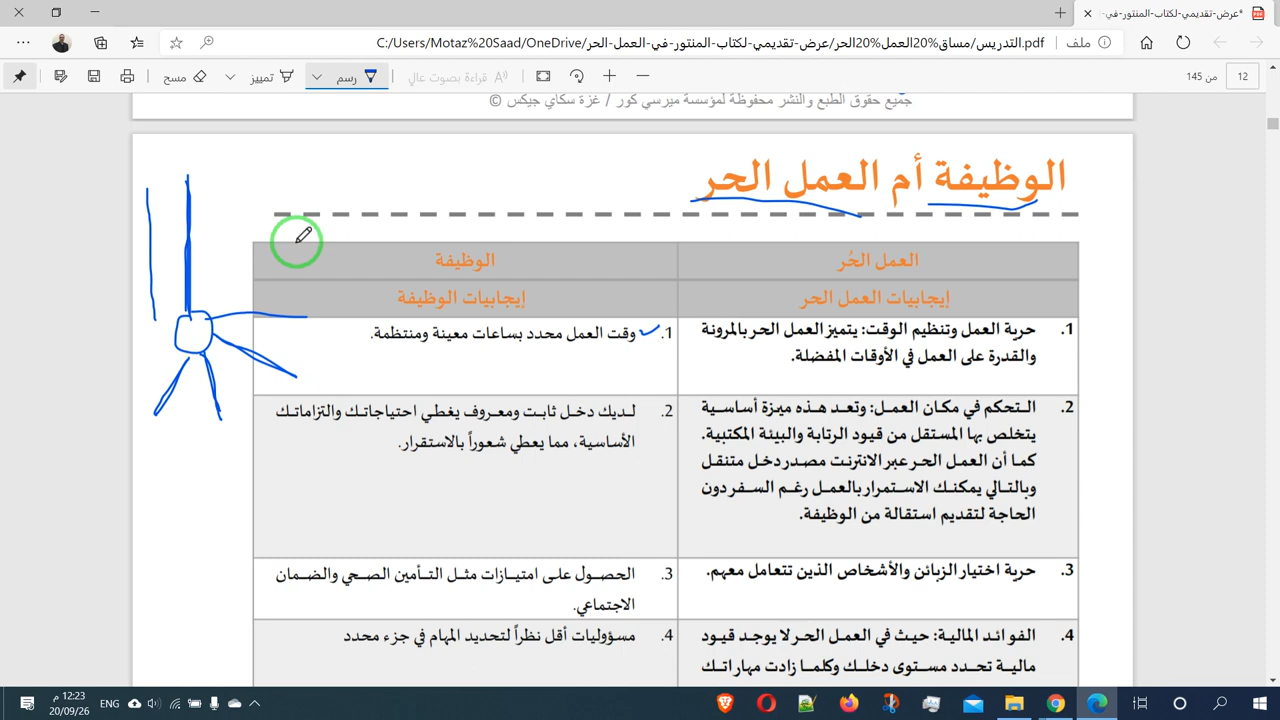 *عرض-تقديمي-لكتاب-المنتور-في-
ملف
C:/Users/Motaz%20Saad/OneDrive/التدريس/مساق%20العمل%20الحر/عرض-تقديمي-لكتاب-المنتور-في-العمل-الحر.pdf
12 من 145
قراءة بصوت عالٍ
رسم
تمييز
مسح
جميع حقوق الطبع والنشر محفوظة لمؤسسة ميرسي كور / غزة سكاي جيكس ©
الوظيفة أم العمل الحر
العمل الحُر
الوظيفة
إيجابيات العمل الحر
إيجابيات الوظيفة
1. حرية العمل وتنظيم الوقت: يتميز العمل الحر بالمرونة
والقدرة على العمل في الأوقات المفضلة.
1. وقت العمل محدد بساعات معينة ومنتظمة.
2. التحكم في مكان العمل: وتعد هذه ميزة أساسية
يتخلص بها المستقل من قيود الرتابة والبيئة المكتبية.
كما أن العمل الحر عبر الانترنت مصدر دخل متنقل
وبالتالي يمكنك الاستمرار بالعمل رغم السفر دون
الحاجة لتقديم استقالة من الوظيفة.
2. لديك دخل ثابت ومعروف يغطي احتياجاتك والتزاماتك
الأساسية، مما يعطي شعوراً بالاستقرار.
3. حرية اختيار الزبائن والأشخاص الذين تتعامل معهم.
3. الحصول على امتيازات مثل التأمين الصحي والضمان
الاجتماعي.
4. الفوائد المالية: حيث في العمل الحر لا يوجد قيود
مالية تحدد مستوى دخلك وكلما زادت مهاراتك
4. مسؤوليات أقل نظراً لتحديد المهام في جزء محدد
ENG
12:23 م
20/09/26